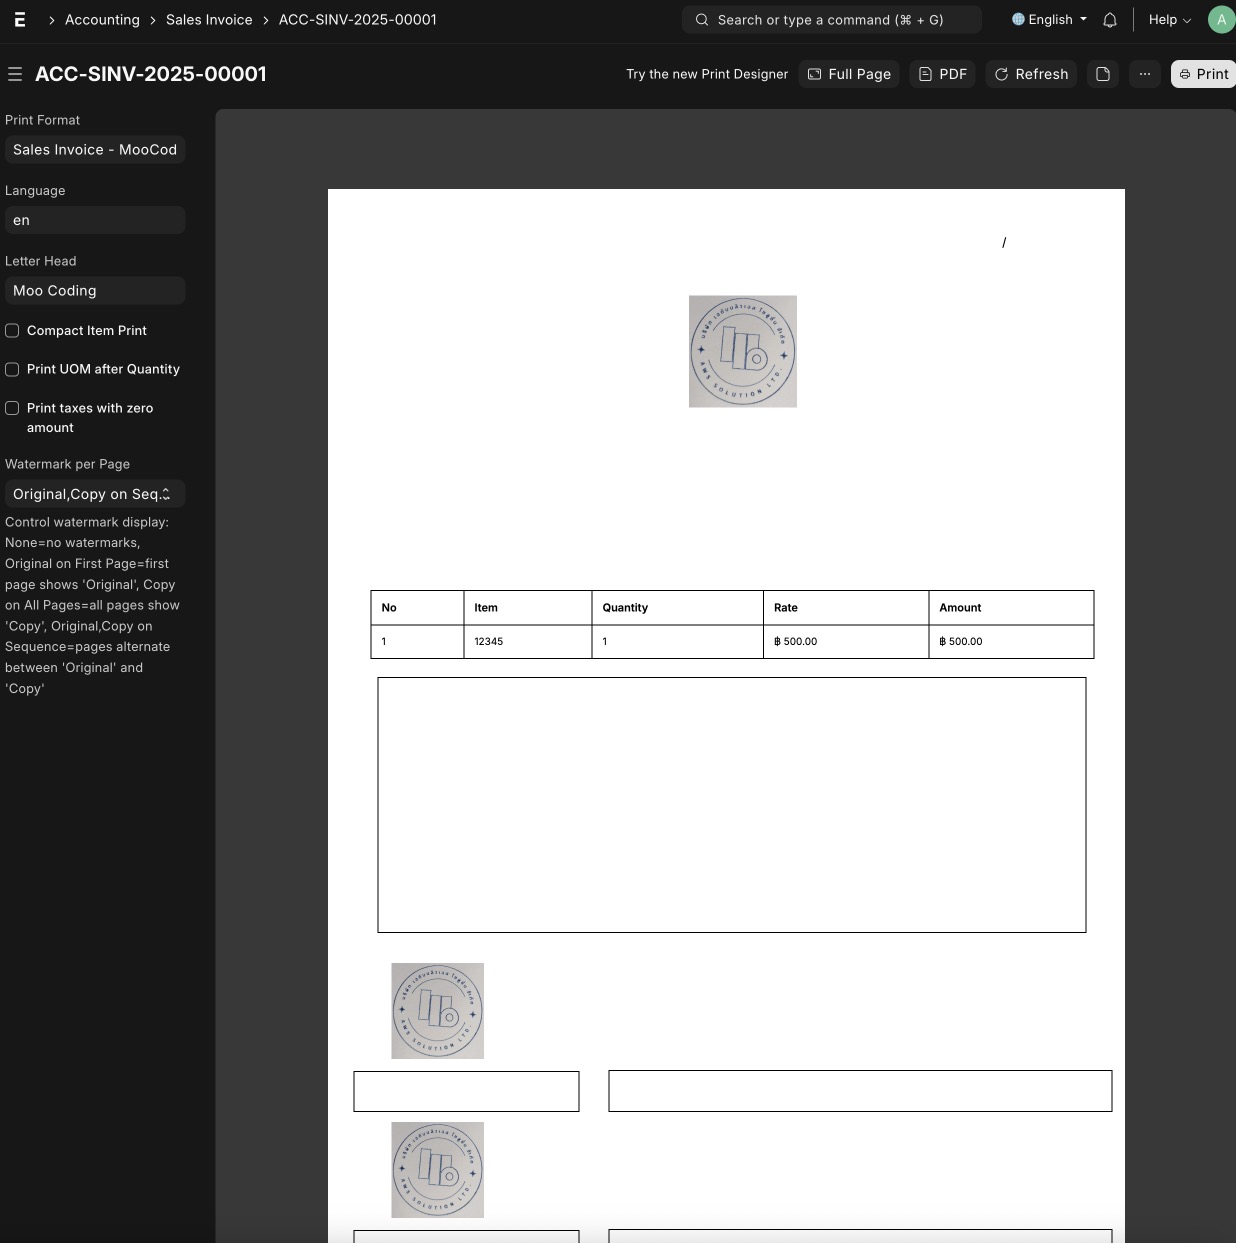 Accounting > Sales Invoice > ACC-SINV-2025-00001
Search or type a command (⌘ + G)
English
Help
A
ACC-SINV-2025-00001
Try the new Print Designer
Full Page
PDF
Refresh
...
Print
Print Format
Sales Invoice - MooCod
Language
en
Letter Head
Moo Coding
Compact Item Print
Print UOM after Quantity
Print taxes with zero
amount
Watermark per Page
Original,Copy on Seq.
Control watermark display:
None=no watermarks,
Original on First Page=first
page shows 'Original', Copy
on All Pages=all pages show
'Copy', Original,Copy on
Sequence=pages alternate
between 'Original' and
'Copy'
/
AWS SOLUTION LTD.
No Item Quantity Rate Amount
1 12345 1 ฿ 500.00 ฿ 500.00
AWS SOLUTION LTD.
AWS SOLUTION LTD.